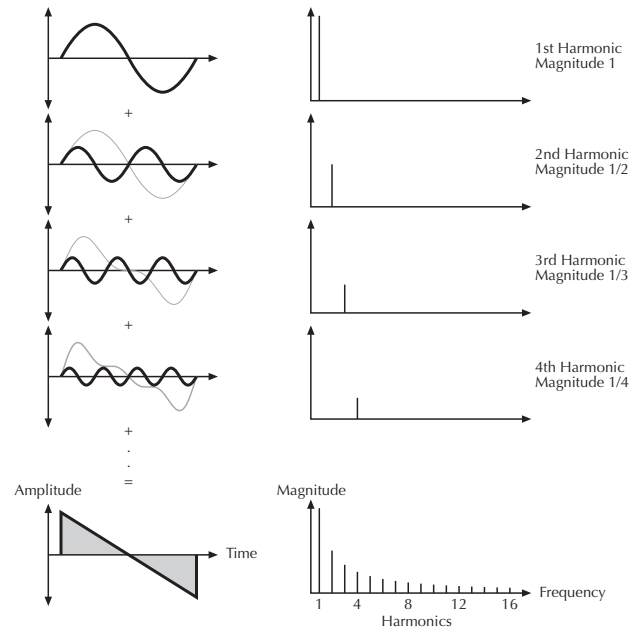 1st Harmonic
Magnitude 1
+
2nd Harmonic
Magnitude 1/2
+
3rd Harmonic
Magnitude 1/3
+
4th Harmonic
Magnitude 1/4
+
.
.
=
Amplitude
Time
Magnitude
Frequency
1 4 8 12 16
Harmonics